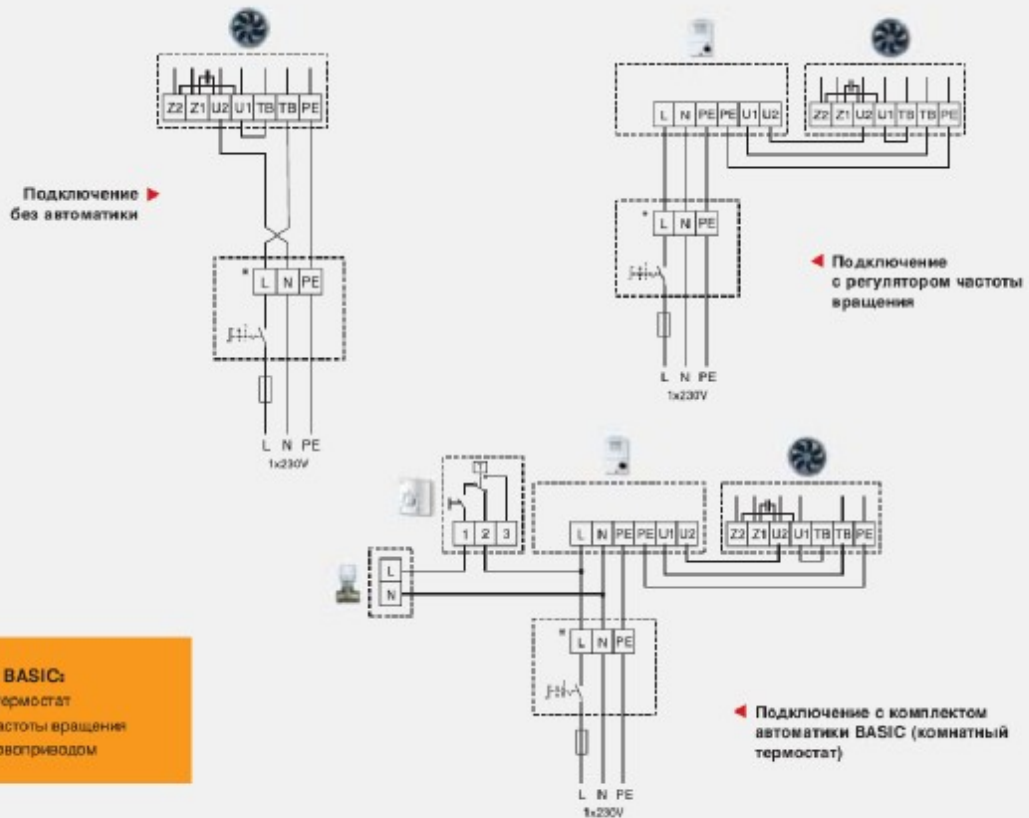 Z2 Z1 U2 U1 TB TB PE
Подключение
без автоматики
* L N PE
L N PE
1x230V
L N PE PE U1 U2
Z2 Z1 U2 U1 TB TB PE
* L N PE
Подключение
с регулятором частоты
вращения
L N PE
1x230V
T
1 2 3
L
N
L N PE PE U1 U2
Z2 Z1 U2 U1 TB TB PE
* L N PE
BASIC:
термостат
астоты вращения
вoприводом
Подключение с комплектом
автоматики BASIC (комнатный
термостат)
L N PE
1x230V